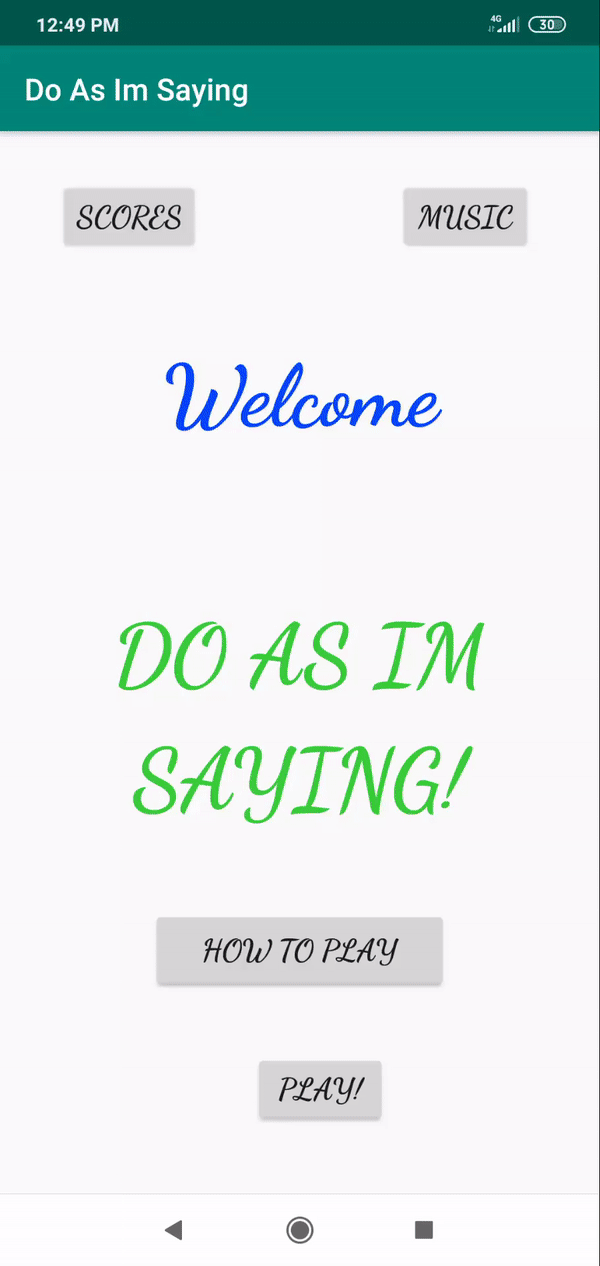 12:49 PM 4G 30
Do As Im Saying
SCORES MUSIC
Welcome
DO AS IM
SAYING!
HOW TO PLAY
PLAY!